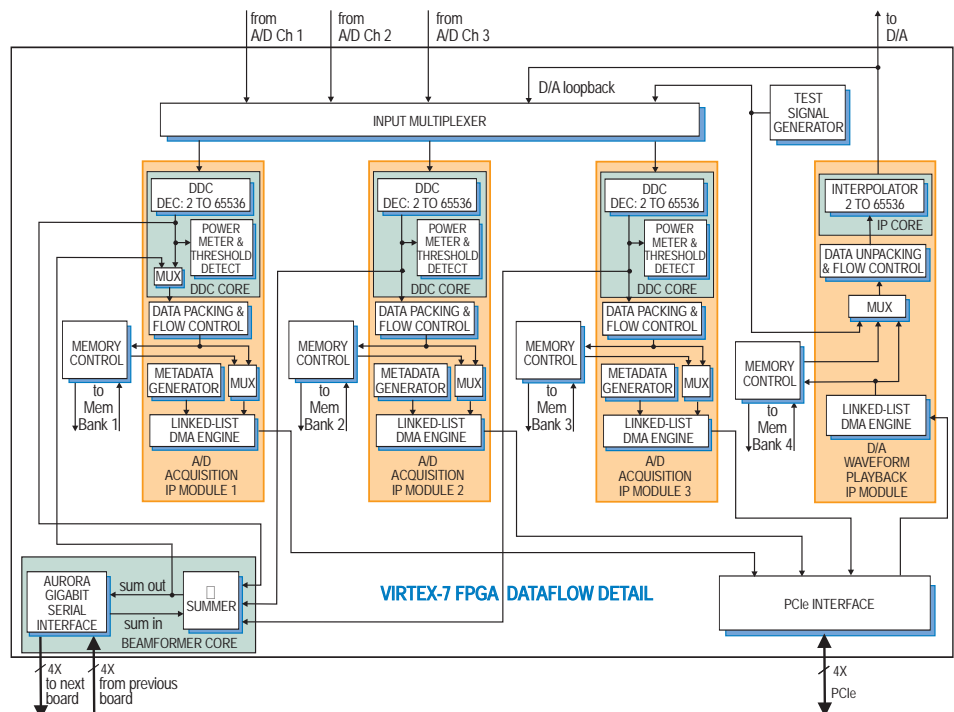 from
A/D Ch 1
from
A/D Ch 2
from
A/D Ch 3
to
D/A
D/A loopback
INPUT MULTIPLEXER
TEST
SIGNAL
GENERATOR
DDC
DEC: 2 TO 65536
POWER
METER &
THRESHOLD
DETECT
MUX
DDC CORE
DATA PACKING &
FLOW CONTROL
MEMORY
CONTROL
METADATA
GENERATOR
MUX
to
Mem
Bank 1
LINKED-LIST
DMA ENGINE
A/D
ACQUISITION
IP MODULE 1
DDC
DEC: 2 TO 65536
POWER
METER &
THRESHOLD
DETECT
DDC CORE
DATA PACKING
& FLOW CONTROL
MEMORY
CONTROL
METADATA
GENERATOR
MUX
to
Mem
Bank 2
LINKED-LIST
DMA ENGINE
A/D
ACQUISITION
IP MODULE 2
DDC
DEC: 2 TO 65536
POWER
METER &
THRESHOLD
DETECT
DDC CORE
DATA PACKING
& FLOW CONTROL
MEMORY
CONTROL
METADATA
GENERATOR
MUX
to
Mem
Bank 3
LINKED-LIST
DMA ENGINE
A/D
ACQUISITION
IP MODULE 3
INTERPOLATOR
2 TO 65536
IP CORE
DATA UNPACKING
& FLOW CONTROL
MUX
MEMORY
CONTROL
to
Mem
Bank 4
LINKED-LIST
DMA ENGINE
D/A
WAVEFORM
PLAYBACK
IP MODULE
AURORA
GIGABIT
SERIAL
INTERFACE
sum out
sum in
SUMMER
BEAMFORMER CORE
VIRTEX-7 FPGA DATAFLOW DETAIL
PCIe INTERFACE
4X
to next
board
4X
from previous
board
4X
PCIe